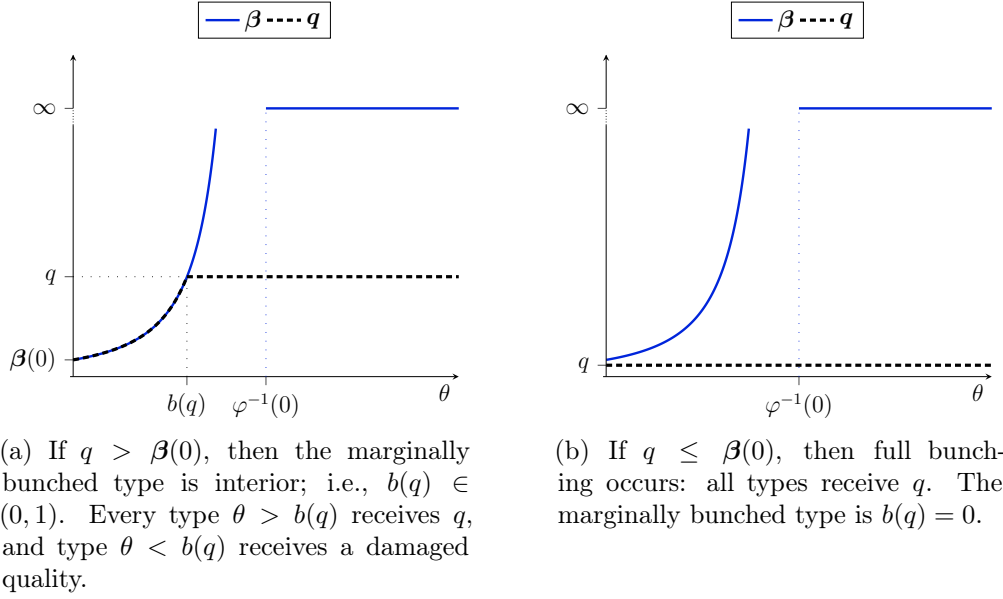 β q
∞
q
β(0)
b(q) φ⁻¹(0) θ
(a) If q > β(0), then the marginally
bunched type is interior; i.e., b(q) ∈
(0, 1). Every type θ > b(q) receives q,
and type θ < b(q) receives a damaged
quality.
β q
∞
q
φ⁻¹(0) θ
(b) If q ≤ β(0), then full bunch-
ing occurs: all types receive q. The
marginally bunched type is b(q) = 0.